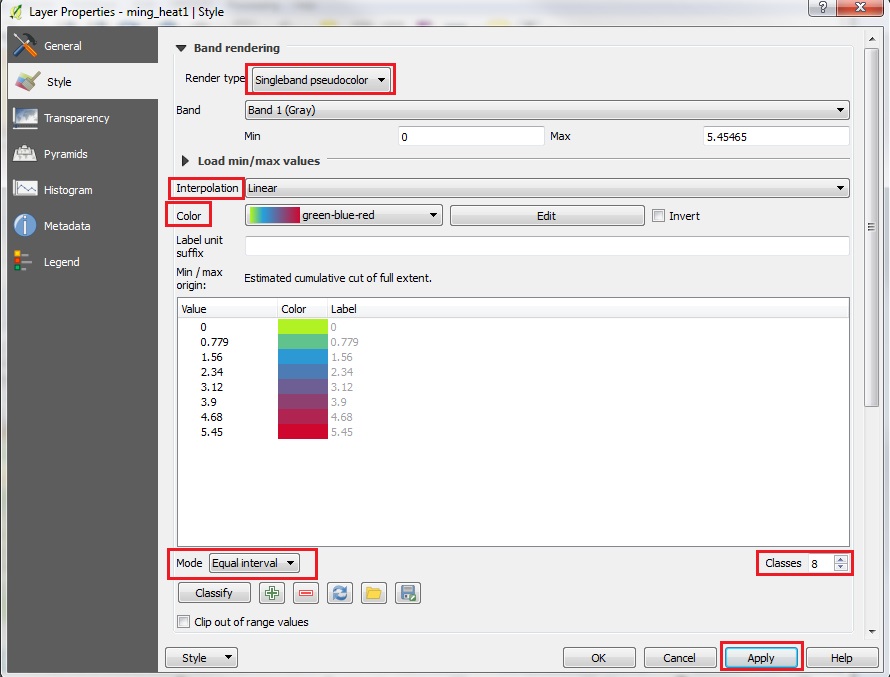 Layer Properties - ming_heat1 | Style
?
General
Style
Transparency
Pyramids
Histogram
Metadata
Legend
Band rendering
Render type Singleband pseudocolor
Band Band 1 (Gray)
Min 0 Max 5.45465
Load min/max values
Interpolation Linear
Color green-blue-red Edit Invert
Label unit
suffix
Min / max
origin: Estimated cumulative cut of full extent.
Value Color Label
0 0
0.779 0.779
1.56 1.56
2.34 2.34
3.12 3.12
3.9 3.9
4.68 4.68
5.45 5.45
Mode Equal interval Classes 8
Classify
Clip out of range values
Style OK Cancel Apply Help